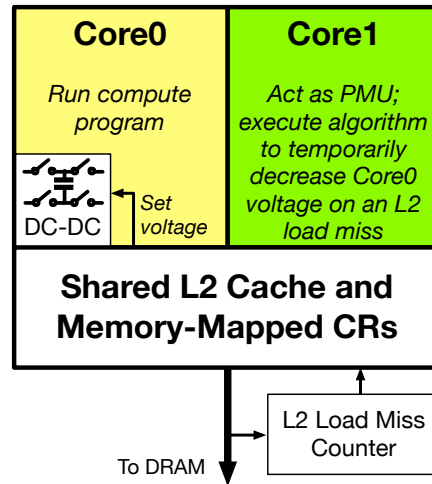 Core0
Run compute
program
DC-DC
Set
voltage
Core1
Act as PMU;
execute algorithm
to temporarily
decrease Core0
voltage on an L2
load miss
Shared L2 Cache and
Memory-Mapped CRs
L2 Load Miss
Counter
To DRAM